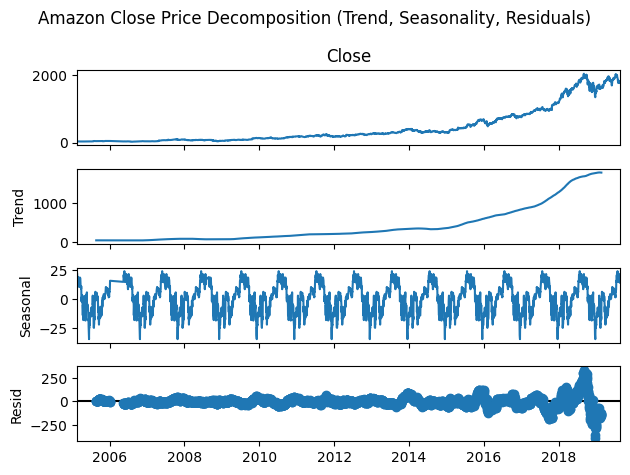 Amazon Close Price Decomposition (Trend, Seasonality, Residuals)
Close
2000
0
Trend
1000
0
Seasonal
25
0
−25
Resid
250
0
−250
2006 2008 2010 2012 2014 2016 2018